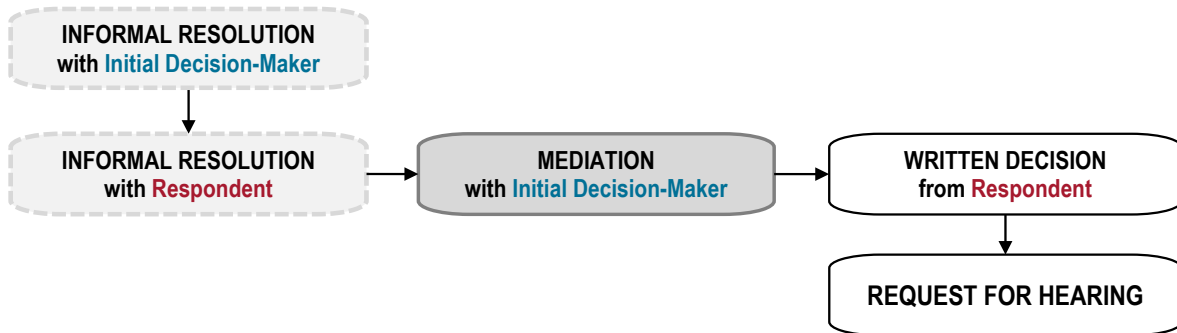 INFORMAL RESOLUTION
with Initial Decision-Maker
INFORMAL RESOLUTION
with Respondent
MEDIATION
with Initial Decision-Maker
WRITTEN DECISION
from Respondent
REQUEST FOR HEARING